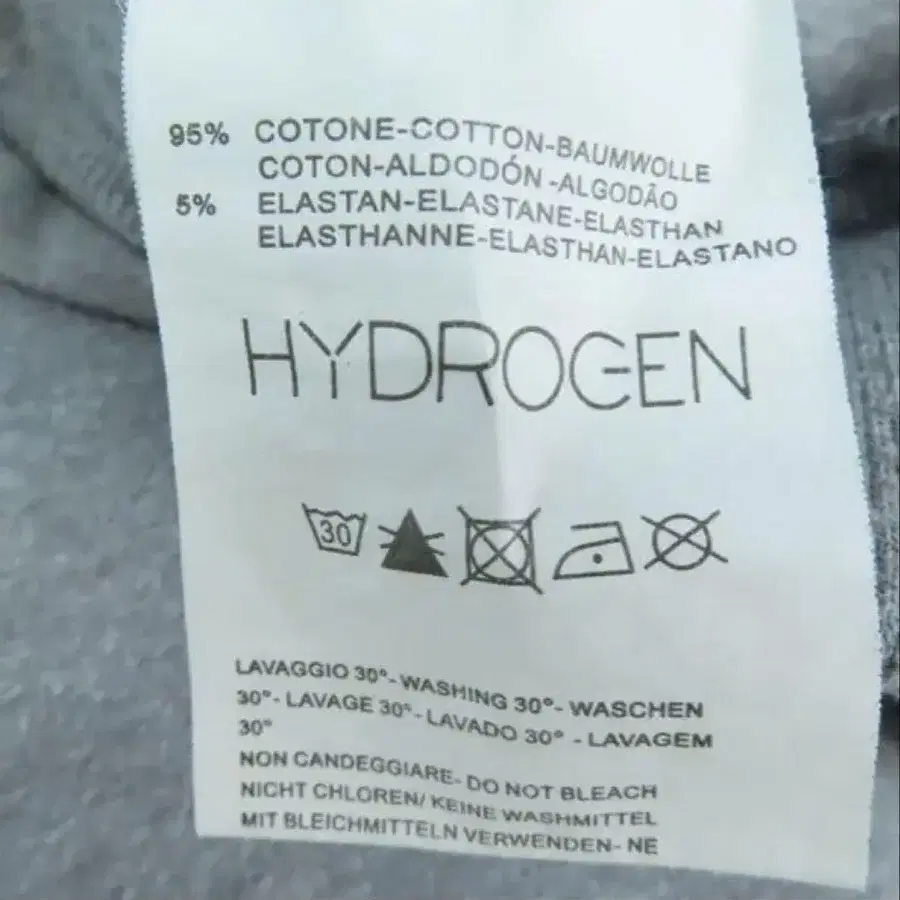 95% COTONE-COTTON-BAUMWOLLE
COTON-ALDODÓN-ALGODÃO
5% ELASTAN-ELASTANE-ELASTHAN
ELASTHANNE-ELASTHAN-ELASTANO
HYDROGEN
30
LAVAGGIO 30°-WASHING 30°- WASCHEN
30°- LAVAGE 30°- LAVADO 30° - LAVAGEM
30°
NON CANDEGGIARE- DO NOT BLEACH
NICHT CHLOREN/ KEINE WASHMITTEL
MIT BLEICHMITTELN VERWENDEN- NE